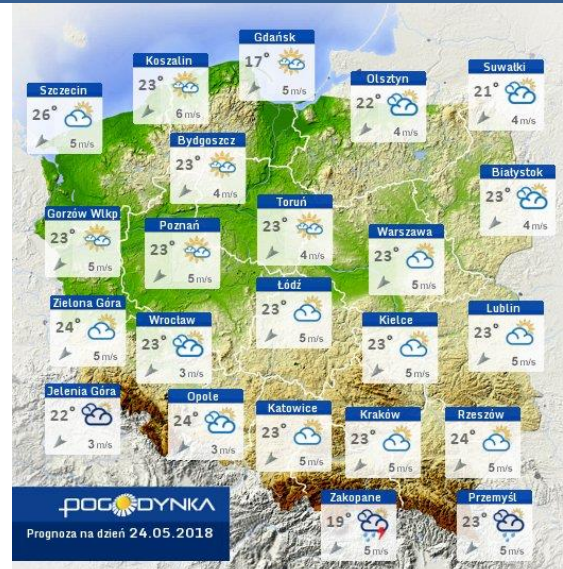 Gdańsk
17°
5 m/s
Koszalin
23°
6 m/s
Szczecin
26°
5 m/s
Olsztyn
22°
4 m/s
Suwałki
21°
4 m/s
Bydgoszcz
23°
4 m/s
Białystok
23°
4 m/s
Gorzów Wlkp
23°
5 m/s
Poznań
23°
5 m/s
Toruń
23°
4 m/s
Warszawa
23°
5 m/s
Łódź
23°
5 m/s
Zielona Góra
24°
5 m/s
Wrocław
23°
3 m/s
Kielce
23°
5 m/s
Lublin
23°
5 m/s
Jelenia Góra
22°
3 m/s
Opole
24°
3 m/s
Katowice
23°
5 m/s
Kraków
23°
5 m/s
Rzeszów
24°
5 m/s
Zakopane
19°
5 m/s
Przemyśl
23°
5 m/s
POGODYNKA
Prognoza na dzień 24.05.2018